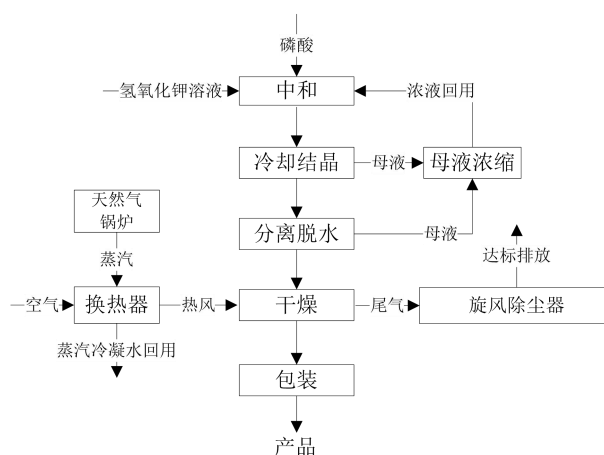 磷酸
氢氧化钾溶液
中和
浓液回用
冷却结晶
母液
母液浓缩
天然气
锅炉
分离脱水
母液
蒸汽
达标排放
空气
换热器
热风
干燥
尾气
旋风除尘器
蒸汽冷凝水回用
包装
产品